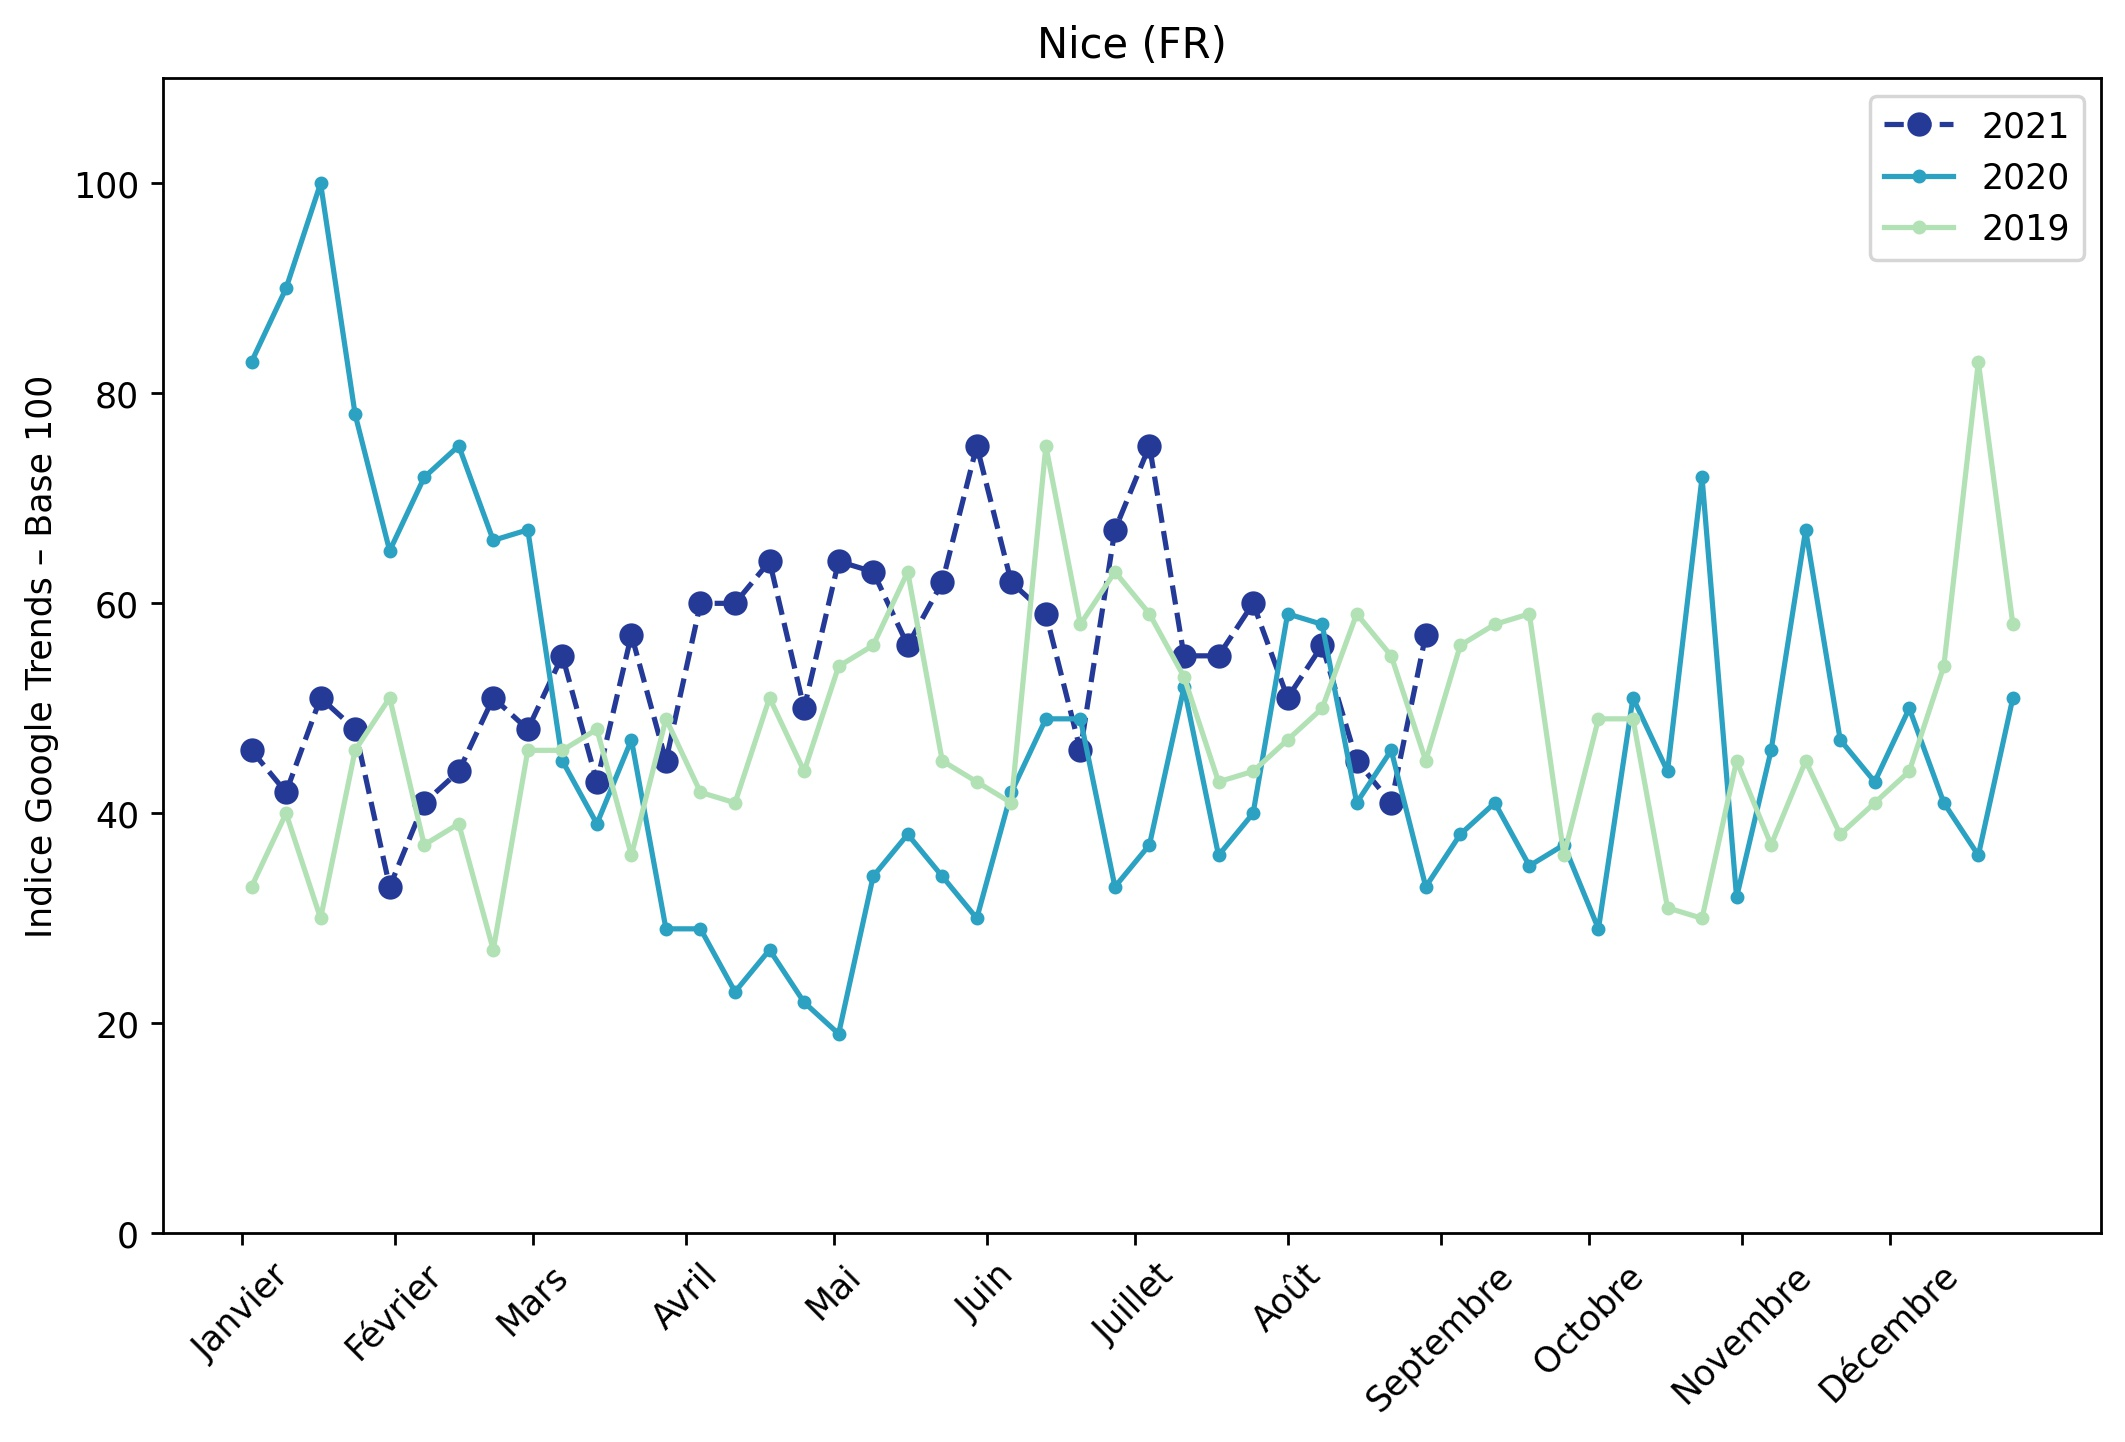 Nice (FR)
Indice Google Trends – Base 100
100
80
60
40
20
0
2021
2020
2019
Janvier
Février
Mars
Avril
Mai
Juin
Juillet
Août
Septembre
Octobre
Novembre
Décembre